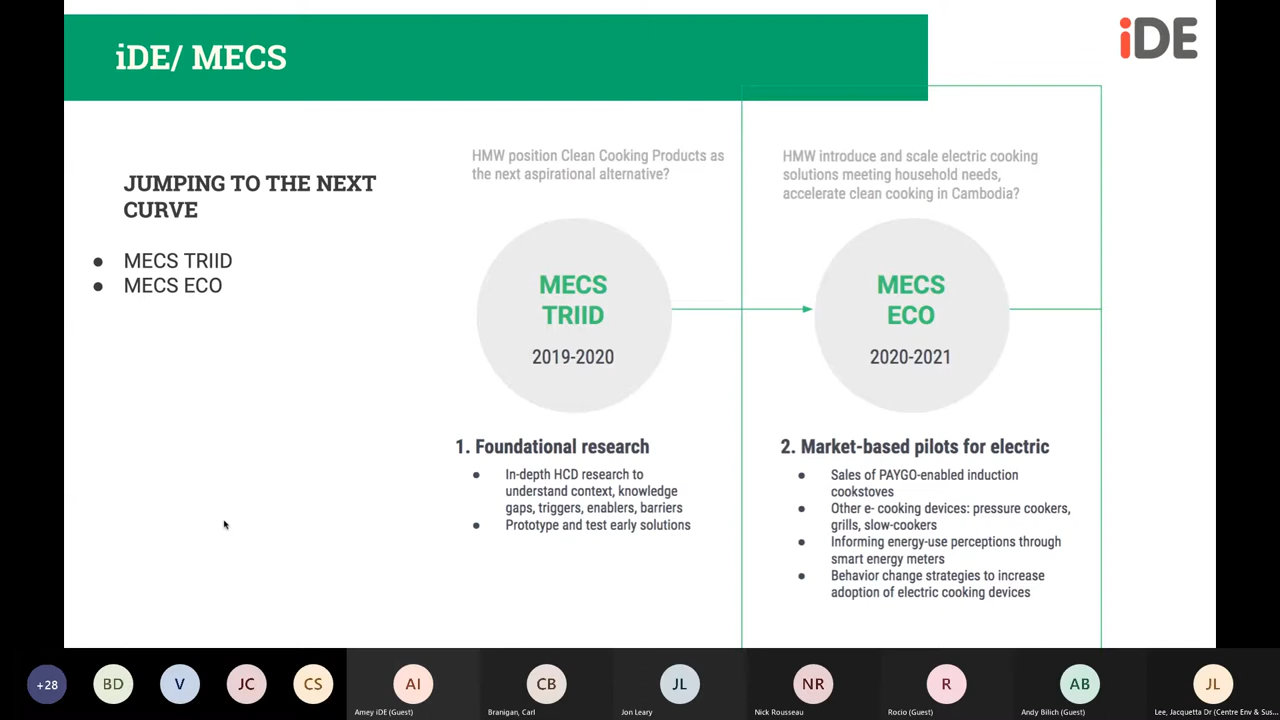 iDE/ MECS
iDE
JUMPING TO THE NEXT
CURVE
● MECS TRIID
● MECS ECO
HMW position Clean Cooking Products as
the next aspirational alternative?
MECS
TRIID
2019-2020
1. Foundational research
● In-depth HCD research to
understand context, knowledge
gaps, triggers, enablers, barriers
● Prototype and test early solutions
HMW introduce and scale electric cooking
solutions meeting household needs,
accelerate clean cooking in Cambodia?
MECS
ECO
2020-2021
2. Market-based pilots for electric
● Sales of PAYGO-enabled induction
cookstoves
● Other e- cooking devices: pressure cookers,
grills, slow-cookers
● Informing energy-use perceptions through
smart energy meters
● Behavior change strategies to increase
adoption of electric cooking devices
+28
BD
V
JC
CS
AI
Amey iDE (Guest)
CB
Branigan, Carl
JL
Jon Leary
NR
Nick Rousseau
R
Rocio (Guest)
AB
Andy Bilich (Guest)
JL
Lee, Jacquetta Dr (Centre Env & Sus...